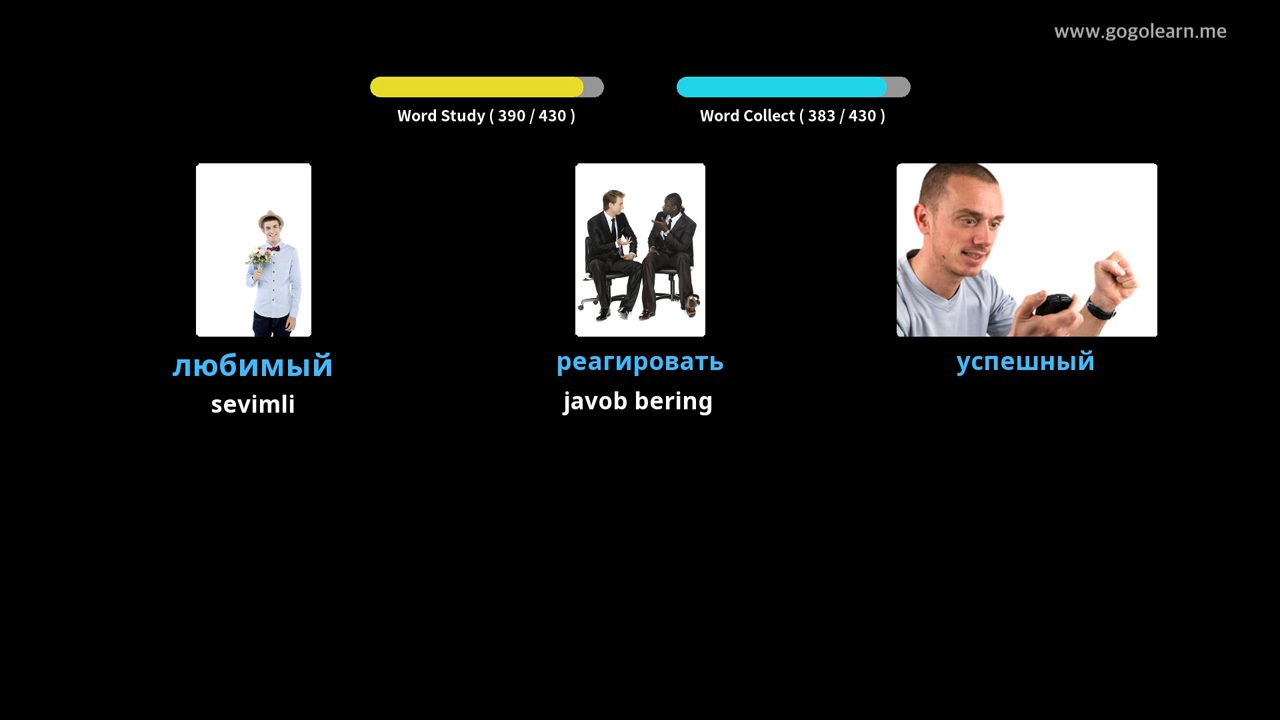 www.gogolearn.me
Word Study ( 390 / 430 )
Word Collect ( 383 / 430 )
любимый
реагировать
успешный
sevimli
javob bering